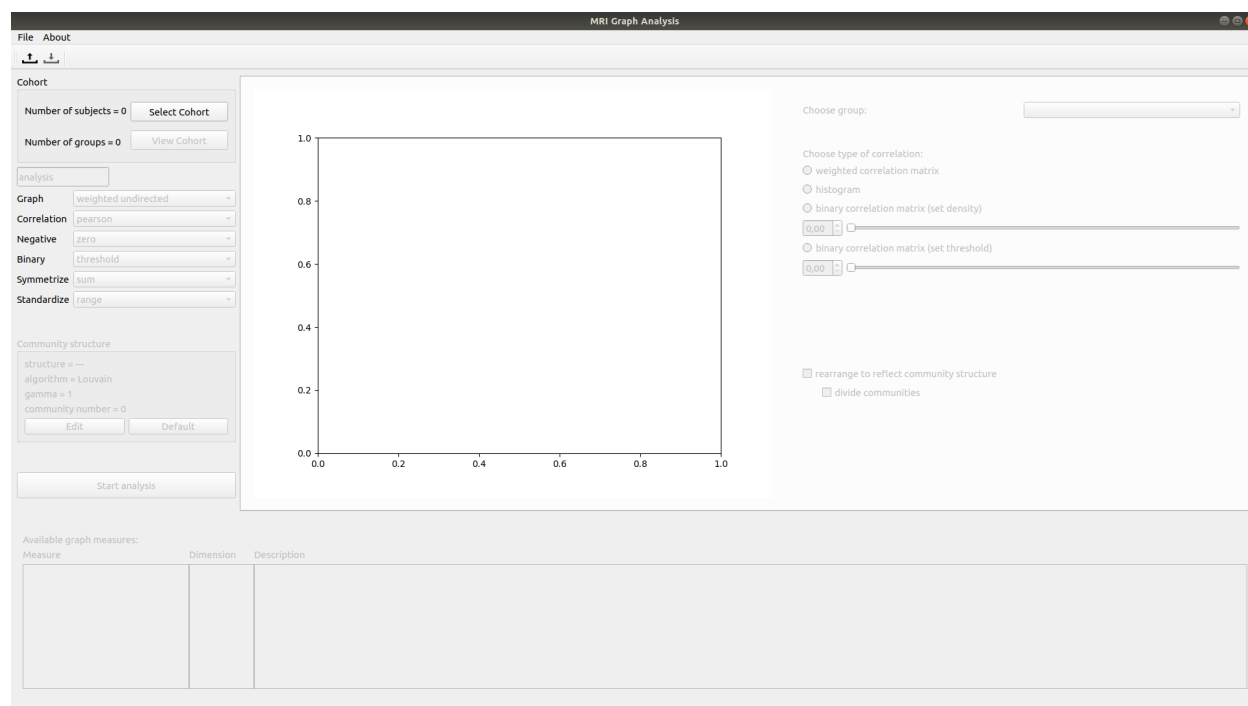 MRI Graph Analysis
File About
Cohort
Number of subjects = 0 Select Cohort
Number of groups = 0 View Cohort
analysis
Graph weighted undirected
Correlation pearson
Negative zero
Binary threshold
Symmetrize sum
Standardize range
Community structure
structure = ---
algorithm = Louvain
gamma = 1
community number = 0
Edit Default
Start analysis
1.0
0.8
0.6
0.4
0.2
0.0
0.0 0.2 0.4 0.6 0.8 1.0
Choose group:
Choose type of correlation:
weighted correlation matrix
histogram
binary correlation matrix (set density)
0,00
binary correlation matrix (set threshold)
0,00
rearrange to reflect community structure
divide communities
Available graph measures:
Measure Dimension Description